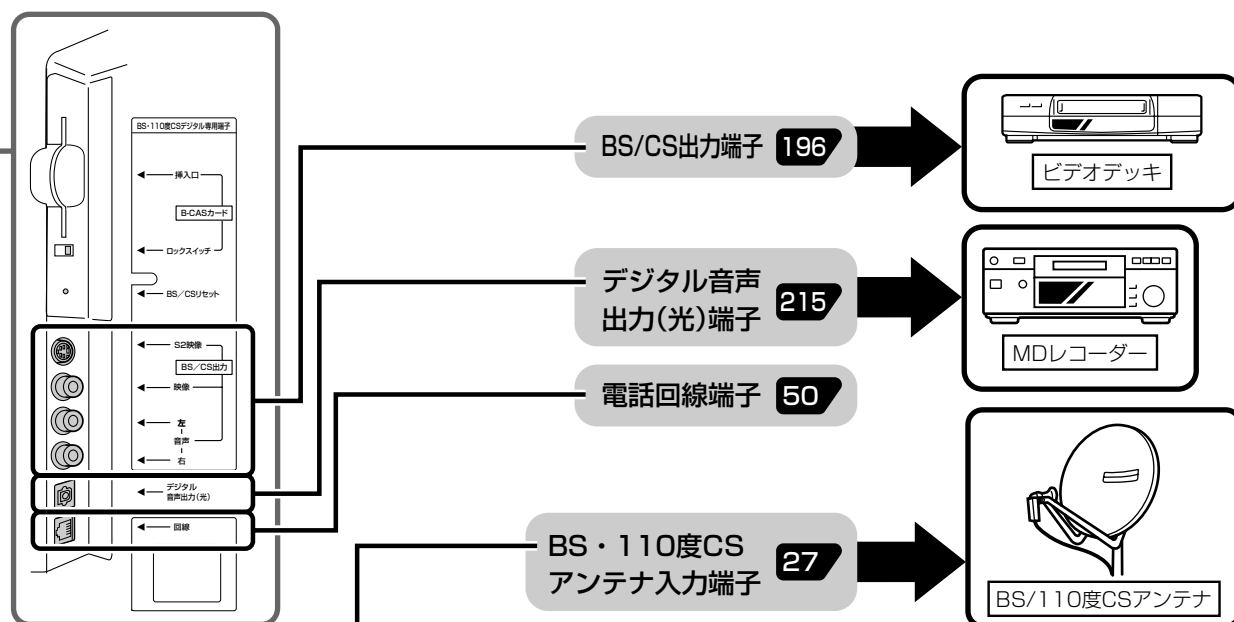 BS・110度CSデジタル専用端子
挿入口
B-CASカード
ロックスイッチ
BS／CSリセット
S2映像
BS／CS出力
映像
左
音声
右
デジタル
音声出力(光)
回線
BS/CS出力端子 196
ビデオデッキ
デジタル音声
出力(光)端子 215
MDレコーダー
電話回線端子 50
BS・110度CS
アンテナ入力端子 27
BS/110度CSアンテナ